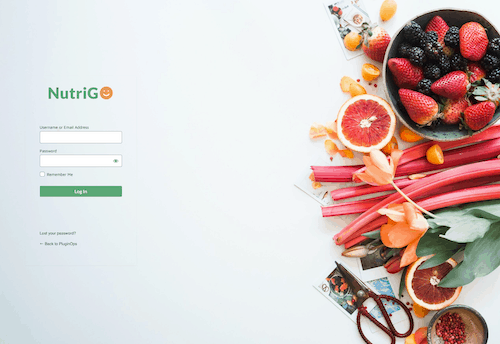 NutriGo
Username or Email Address
Password
Remember Me
Log In
Lost your password?
← Back to PluginOps